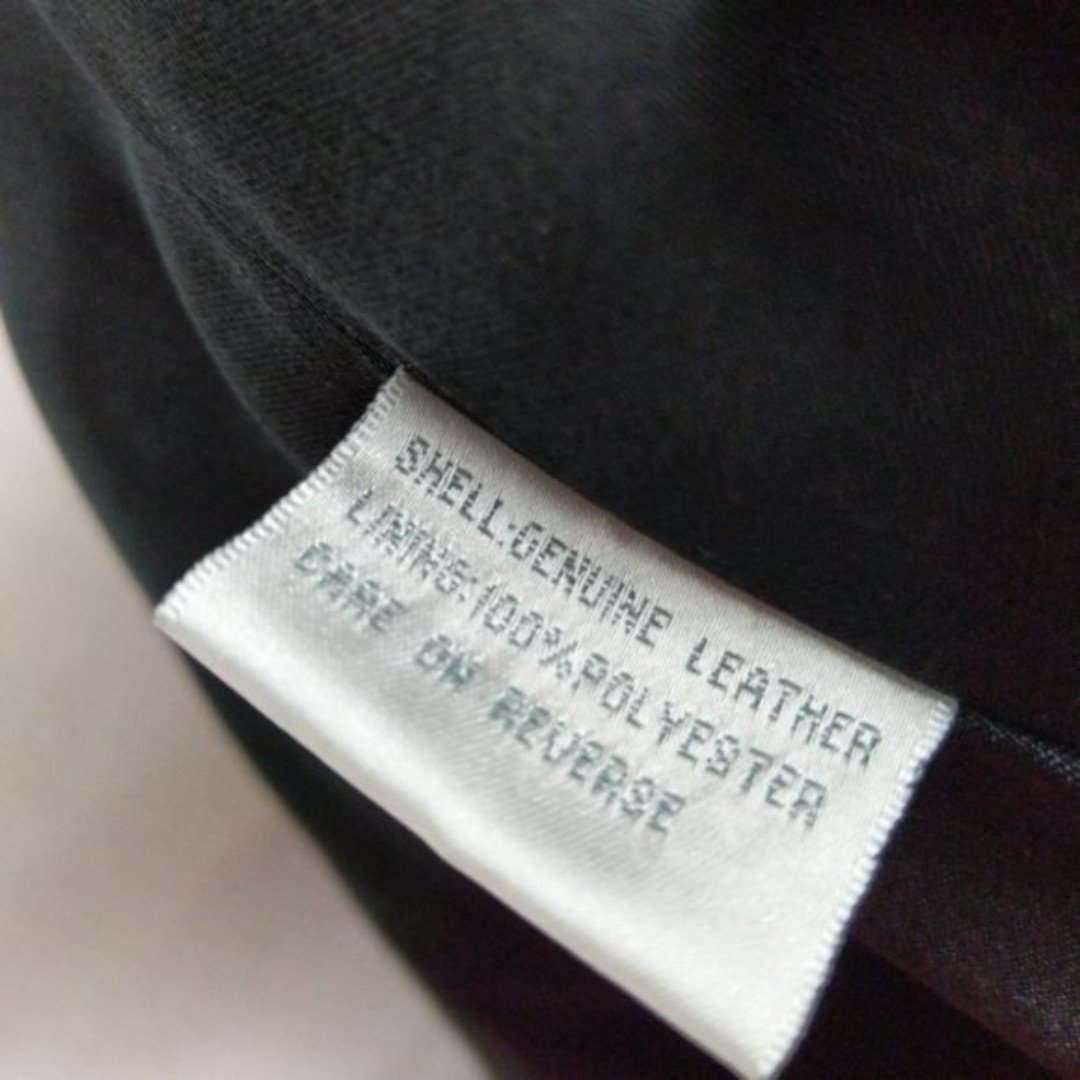 SHELL:GENUINE LEATHER
LINING:100%POLYESTER
CARE ON REVERSE